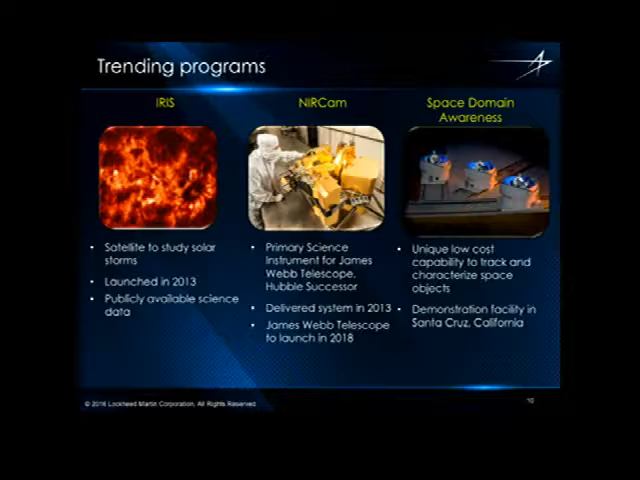 Trending programs
IRIS
NIRCam
Space Domain
Awareness
• Satellite to study solar
storms
• Launched in 2013
• Publicly available science
data
• Primary Science
Instrument for James
Webb Telescope,
Hubble Successor
• Delivered system in 2013
• James Webb Telescope
to launch in 2018
• Unique low cost
capability to track and
characterize space
objects
• Demonstration facility in
Santa Cruz, California
© 2016 Lockheed Martin Corporation, All Rights Reserved
10